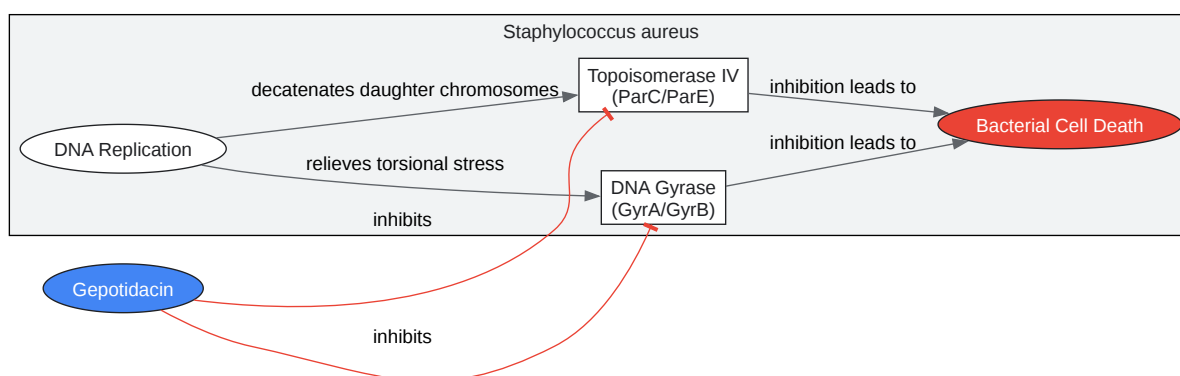 Staphylococcus aureus
decatenates daughter chromosomes
Topoisomerase IV
(ParC/ParE)
inhibition leads to
Bacterial Cell Death
DNA Replication
relieves torsional stress
inhibition leads to
DNA Gyrase
(GyrA/GyrB)
inhibits
Gepotidacin
inhibits